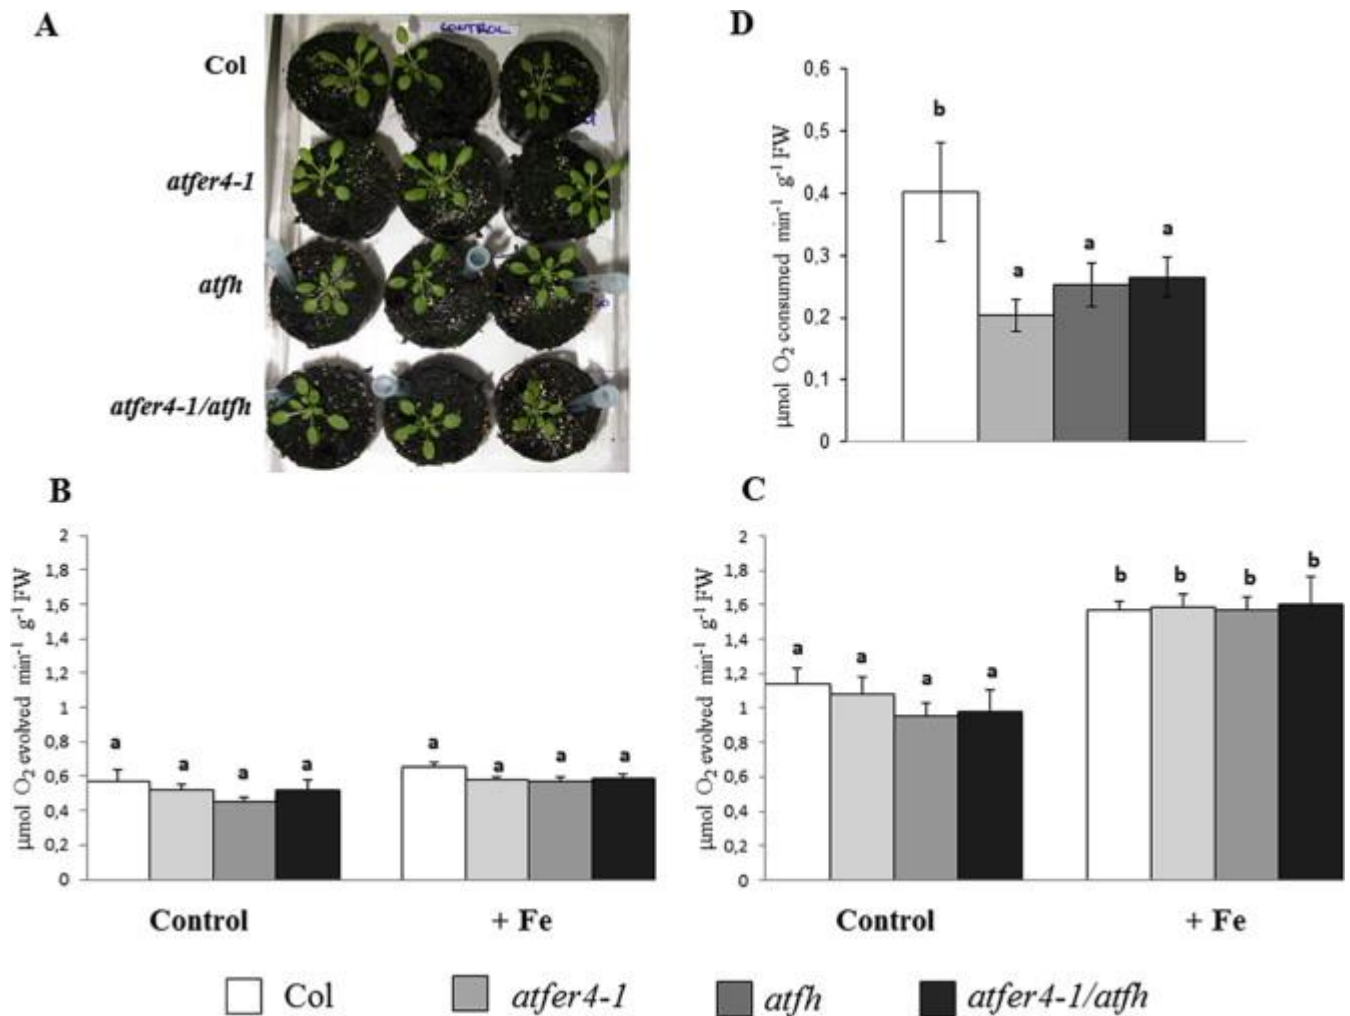 A
Col
atfer4-1
atfh
atfer4-1/atfh
CONTROL
D
µmol O2 consumed min-1 g-1 FW
0,6
0,5
0,4
0,3
0,2
0,1
0
b
a
a
a
B
µmol O2 evolved min-1 g-1 FW
2
1,8
1,6
1,4
1,2
1
0,8
0,6
0,4
0,2
0
a
a
a
a
a
a
a
a
Control
+ Fe
C
µmol O2 evolved min-1 g-1 FW
2
1,8
1,6
1,4
1,2
1
0,8
0,6
0,4
0,2
0
a
a
a
a
b
b
b
b
Control
+ Fe
Col
atfer4-1
atfh
atfer4-1/atfh